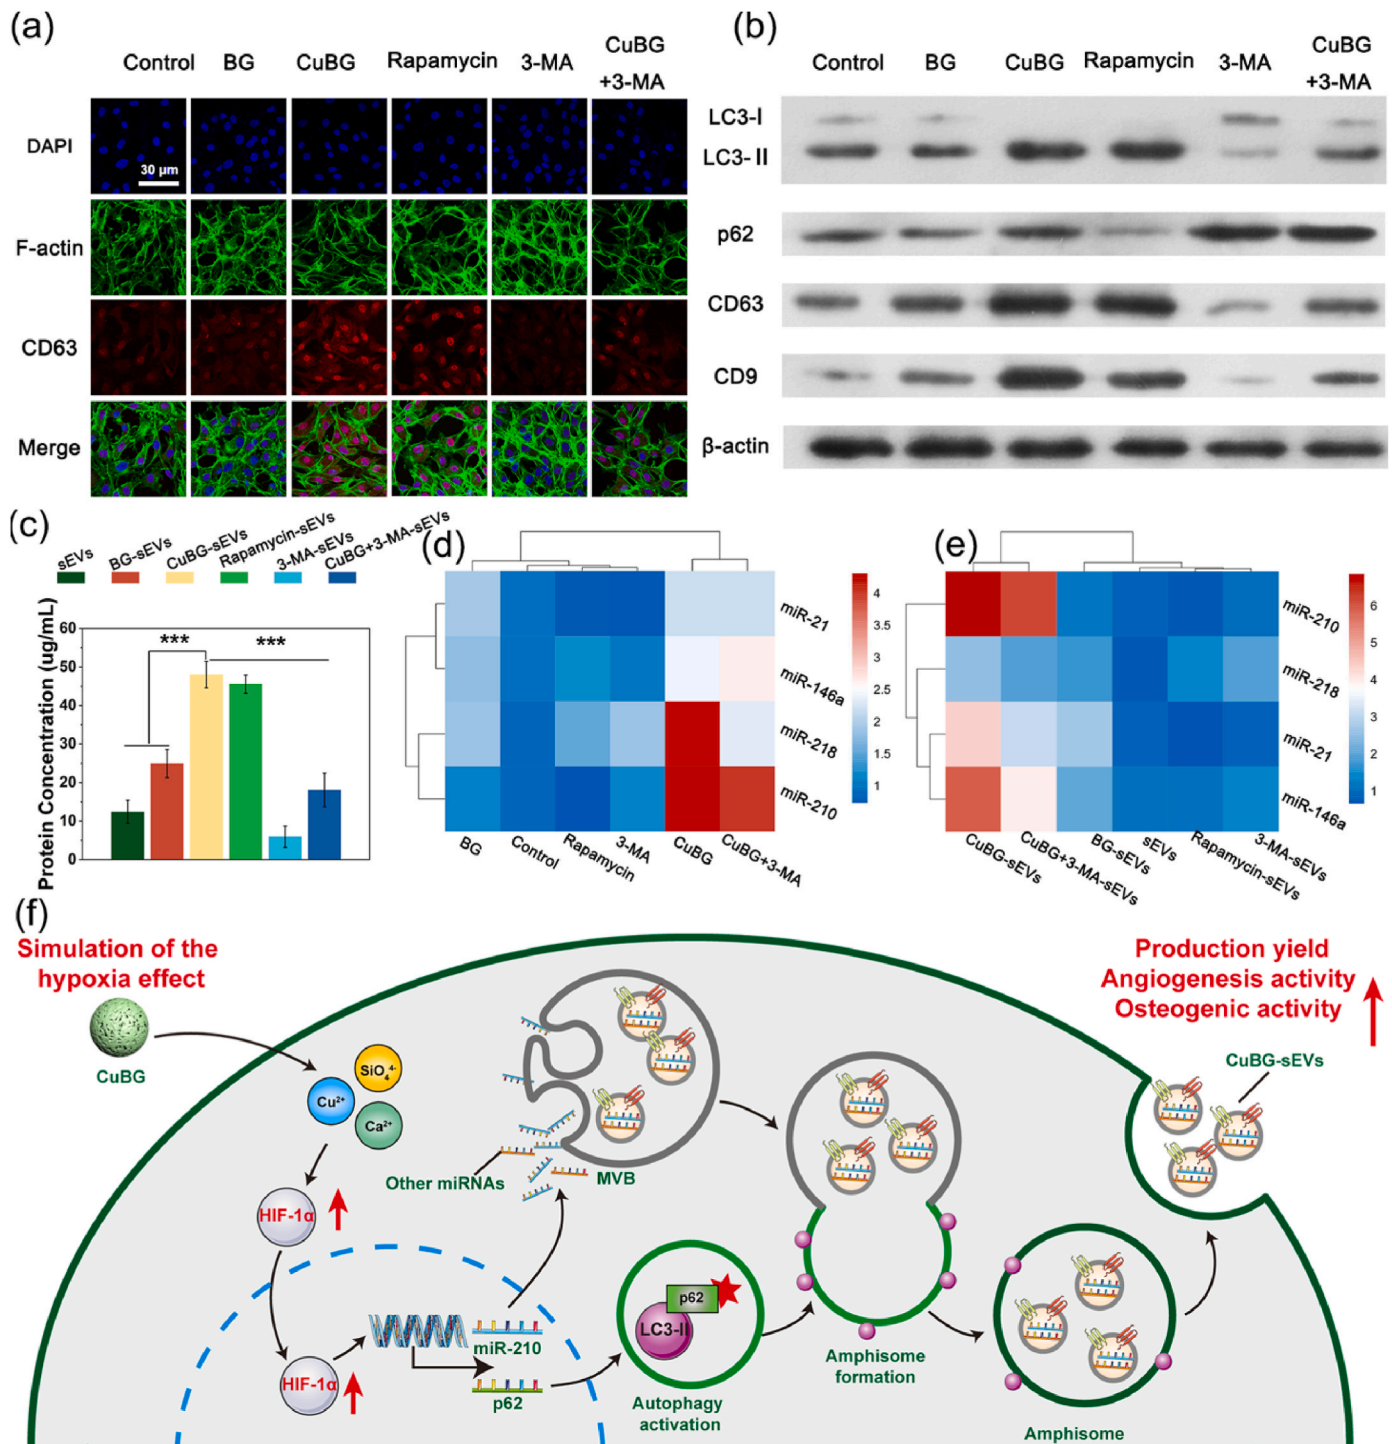 (a)
Control BG CuBG Rapamycin 3-MA CuBG
+3-MA
DAPI
30 μm
F-actin
CD63
Merge
(b)
Control BG CuBG Rapamycin 3-MA CuBG
+3-MA
LC3-I
LC3-II
p62
CD63
CD9
β-actin
(c)
sEVs
BG-sEVs
CuBG-sEVs
Rapamycin-sEVs
3-MA-sEVs
CuBG+3-MA-sEVs
Protein Concentration (ug/mL)
60
50
40
30
20
10
0
***
***
(d)
miR-21
miR-146a
miR-218
miR-210
BG
Control
Rapamycin
3-MA
CuBG
CuBG+3-MA
4
3.5
3
2.5
2
1.5
1
(e)
miR-210
miR-218
miR-21
miR-146a
CuBG-sEVs
CuBG+3-MA-sEVs
BG-sEVs
sEVs
Rapamycin-sEVs
3-MA-sEVs
6
5
4
3
2
1
(f)
Simulation of the
hypoxia effect
CuBG
SiO₄⁴⁻
Cu²⁺
Ca²⁺
HIF-1α
HIF-1α
Other miRNAs
MVB
miR-210
p62
p62
LC3-II
Autophagy
activation
Amphisome
formation
Amphisome
Production yield
Angiogenesis activity
Osteogenic activity
CuBG-sEVs